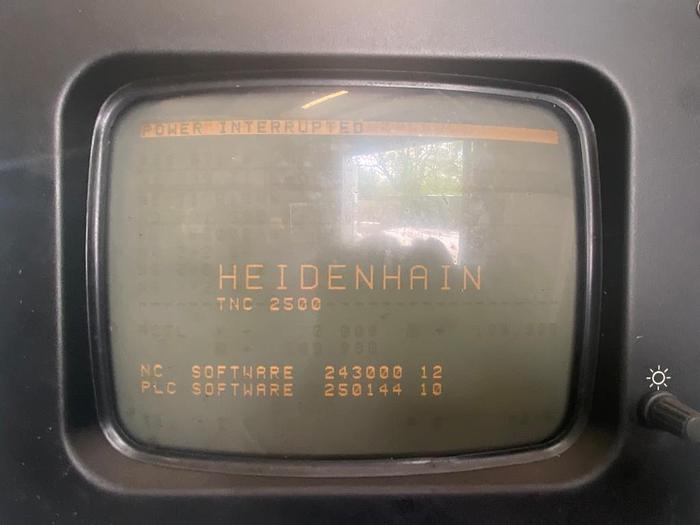 POWER INTERRUPTED
HEIDENHAIN
TNC 2500
NC SOFTWARE 243000 12
PLC SOFTWARE 250144 10